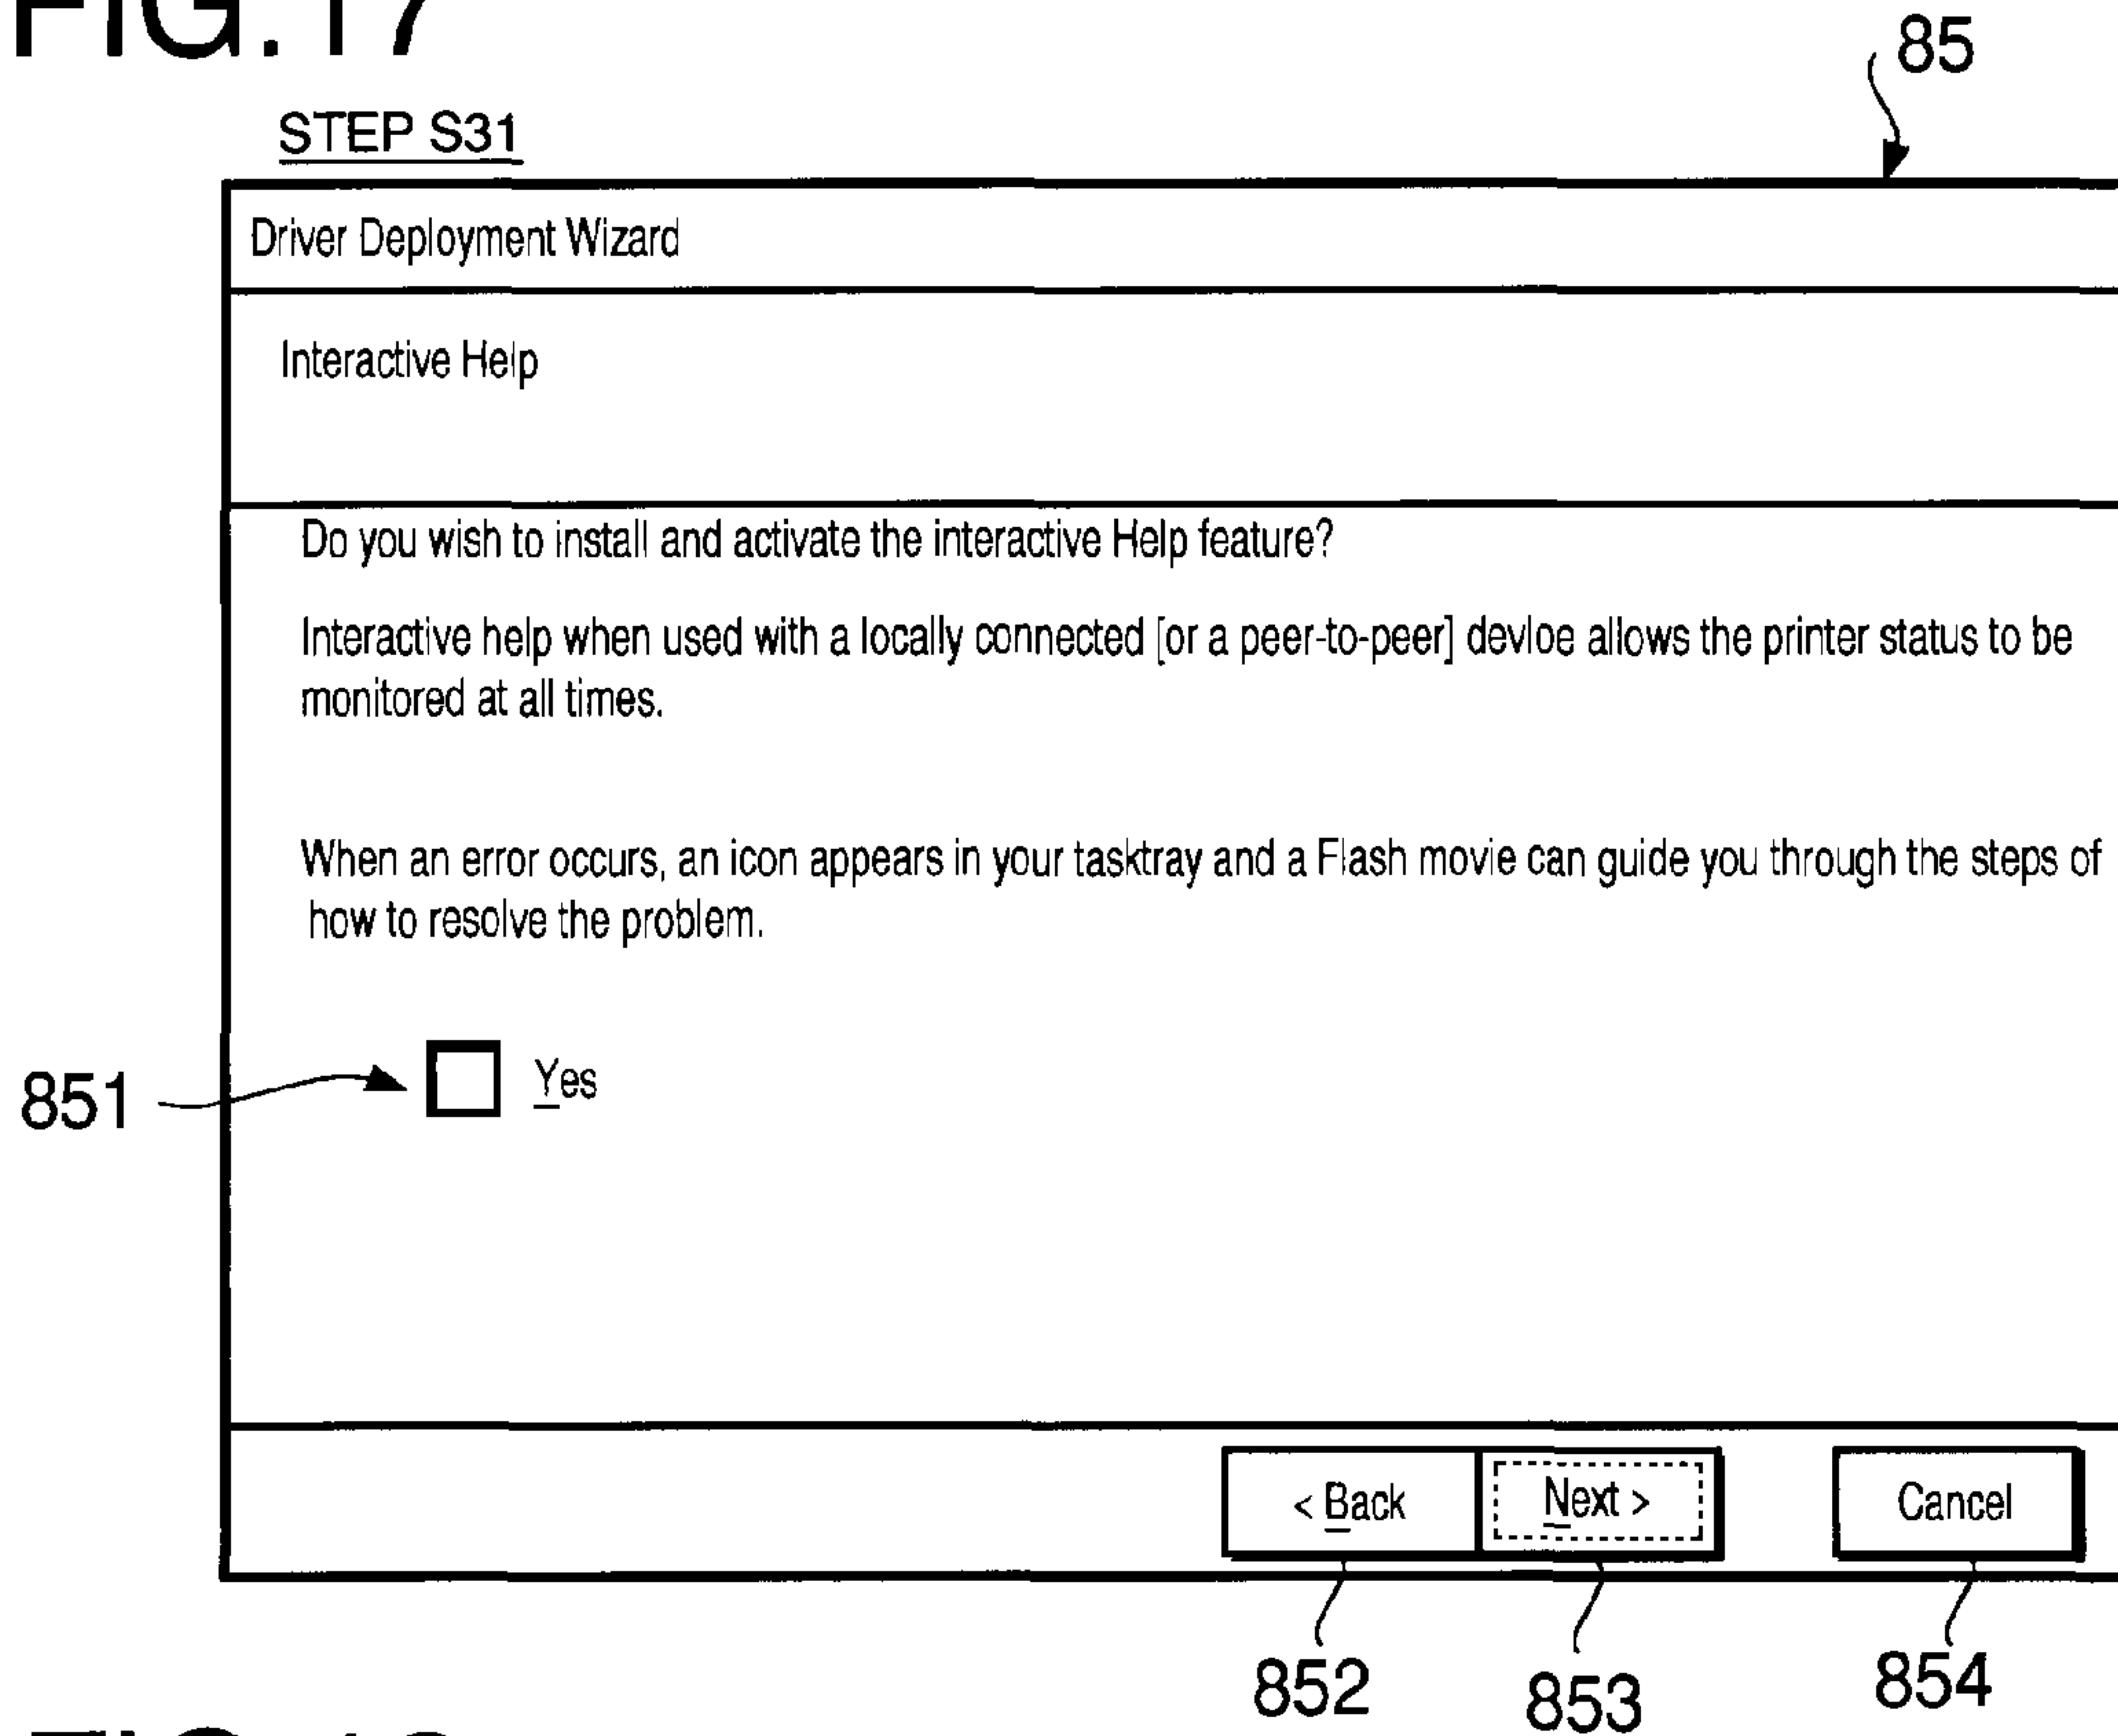 FIG.17
85
STEP S31
Driver Deployment Wizard
Interactive Help
Do you wish to install and activate the interactive Help feature?
Interactive help when used with a locally connected [or a peer-to-peer] devloe allows the printer status to be
monitored at all times.
When an error occurs, an icon appears in your tasktray and a Flash movie can guide you through the steps of
how to resolve the problem.
851
Yes
< Back
Next >
Cancel
852
853
854